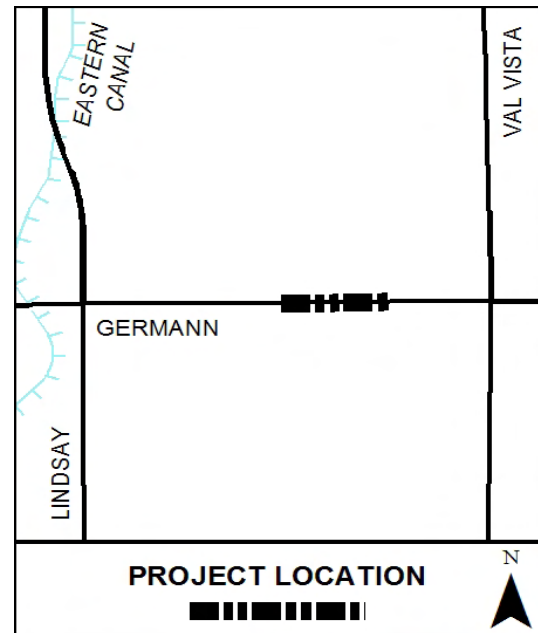 EASTERN
CANAL
VAL VISTA
GERMANN
LINDSAY
PROJECT LOCATION
N